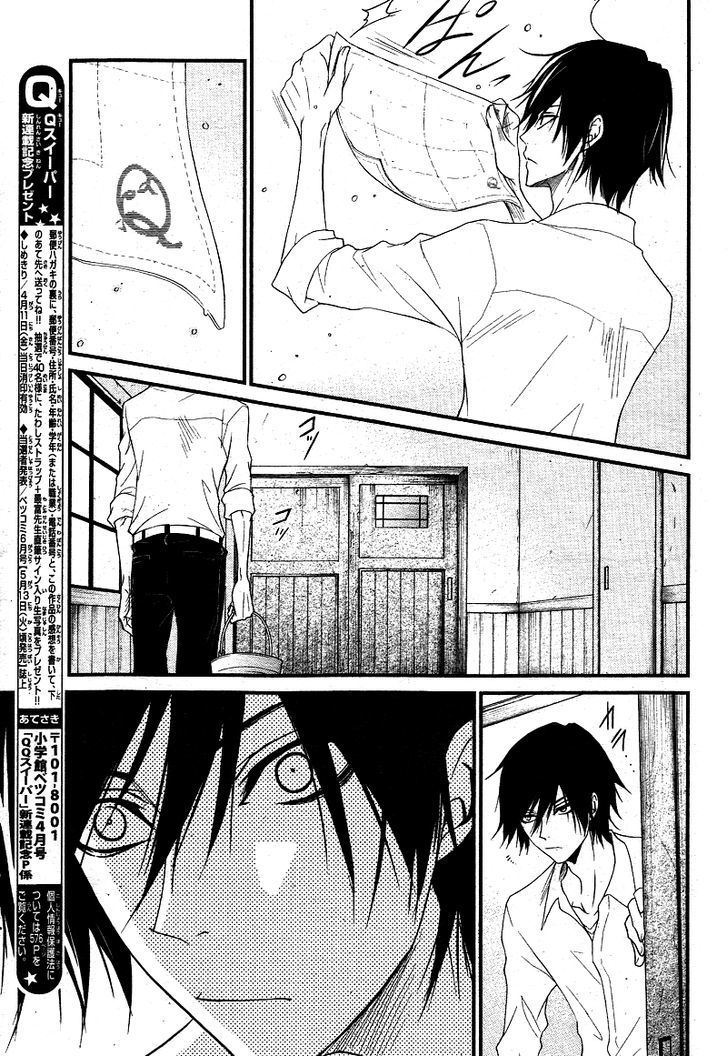 ぱん
ぱん
Q
QQスイーパー
新連載記念プレゼント
郵便ハガキの裏に、郵便番号・住所・氏名・年齢・学年(または職業)・電話番号と、この作品の感想を書いて、下
のあて先へ送ってね!! 抽選で40名様に、たわしストラップ+最富先生直筆サイン入り生写真をプレゼント!!
◆しめきり/4月11日(金)当日消印有効 ◆当選者発表/ベツコミ6月号(5月13日(火)頃発売)誌上
あてさき
〒101-8001
小学館ベツコミ4月号
「QQスイーパー」新連載記念P係
個人情報保護法に
ついては576Pを
ご覧ください。